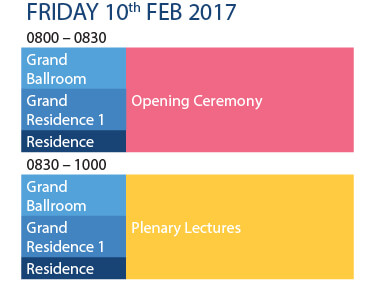 FRIDAY 10th FEB 2017
0800 – 0830
Grand
Ballroom
Grand
Residence 1
Residence
Opening Ceremony
0830 – 1000
Grand
Ballroom
Grand
Residence 1
Residence
Plenary Lectures